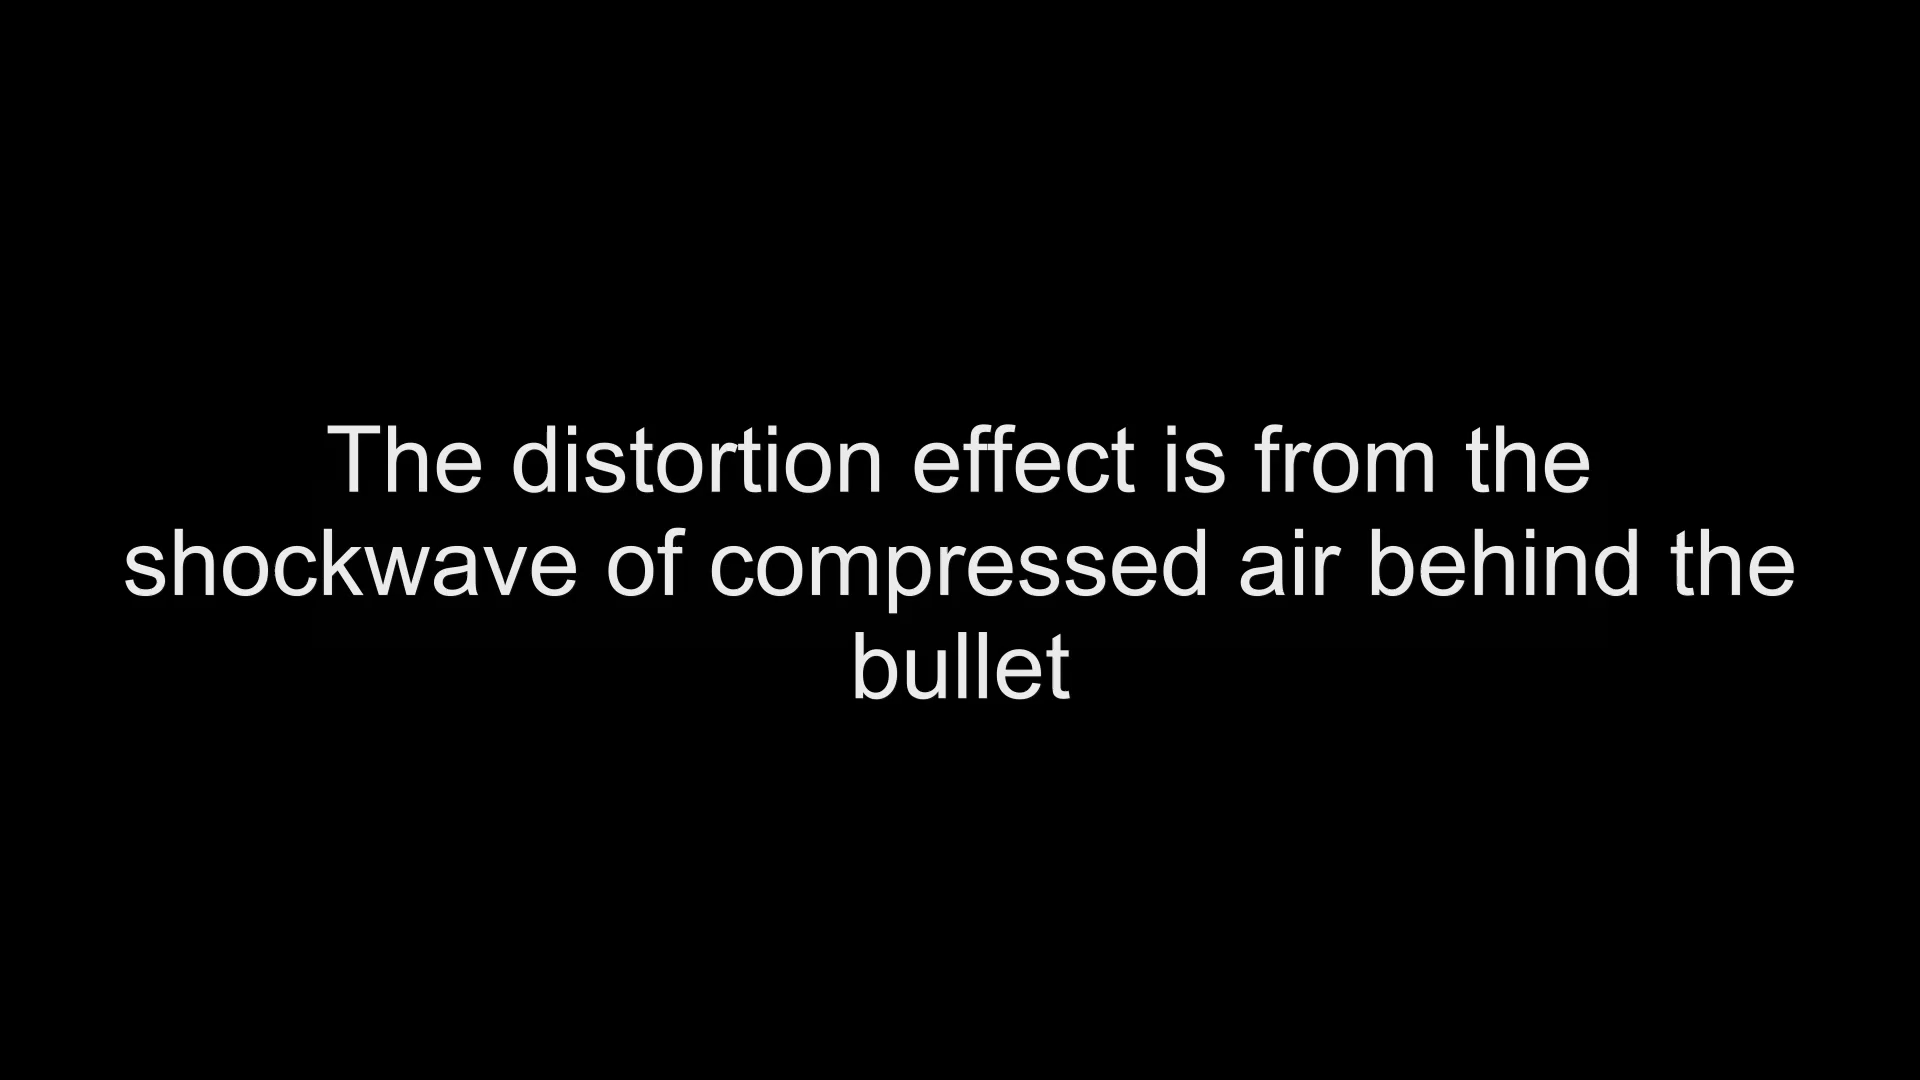 The distortion effect is from the
shockwave of compressed air behind the
bullet